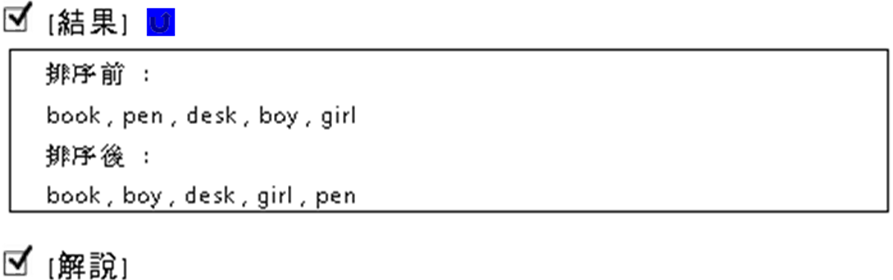 [結果]
排序前 :
book , pen , desk , boy , girl
排序後 :
book , boy , desk , girl , pen
[解說]